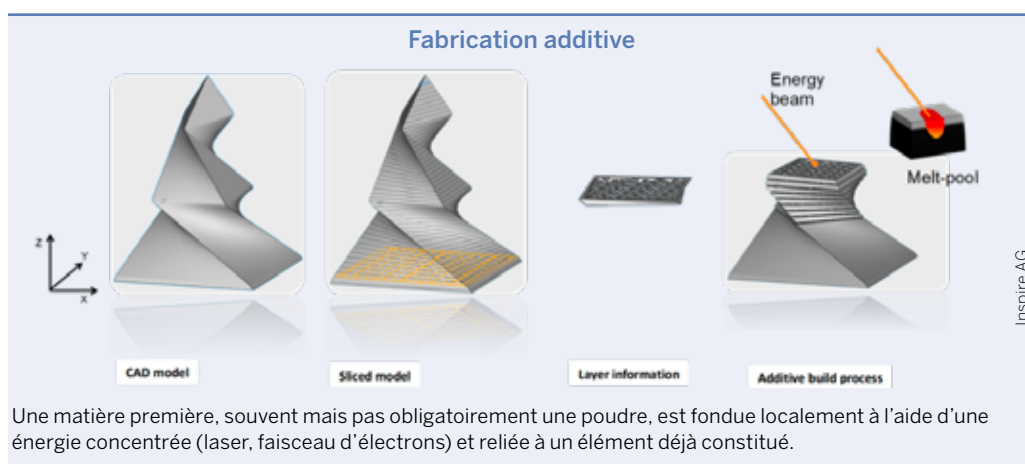 Fabrication additive
Energy
beam
Melt-pool
Z
Y
X
Inspire AG
CAD model
Sliced model
Layer information
Additive build process
Une matière première, souvent mais pas obligatoirement une poudre, est fondue localement à l'aide d'une
énergie concentrée (laser, faisceau d'électrons) et reliée à un élément déjà constitué.